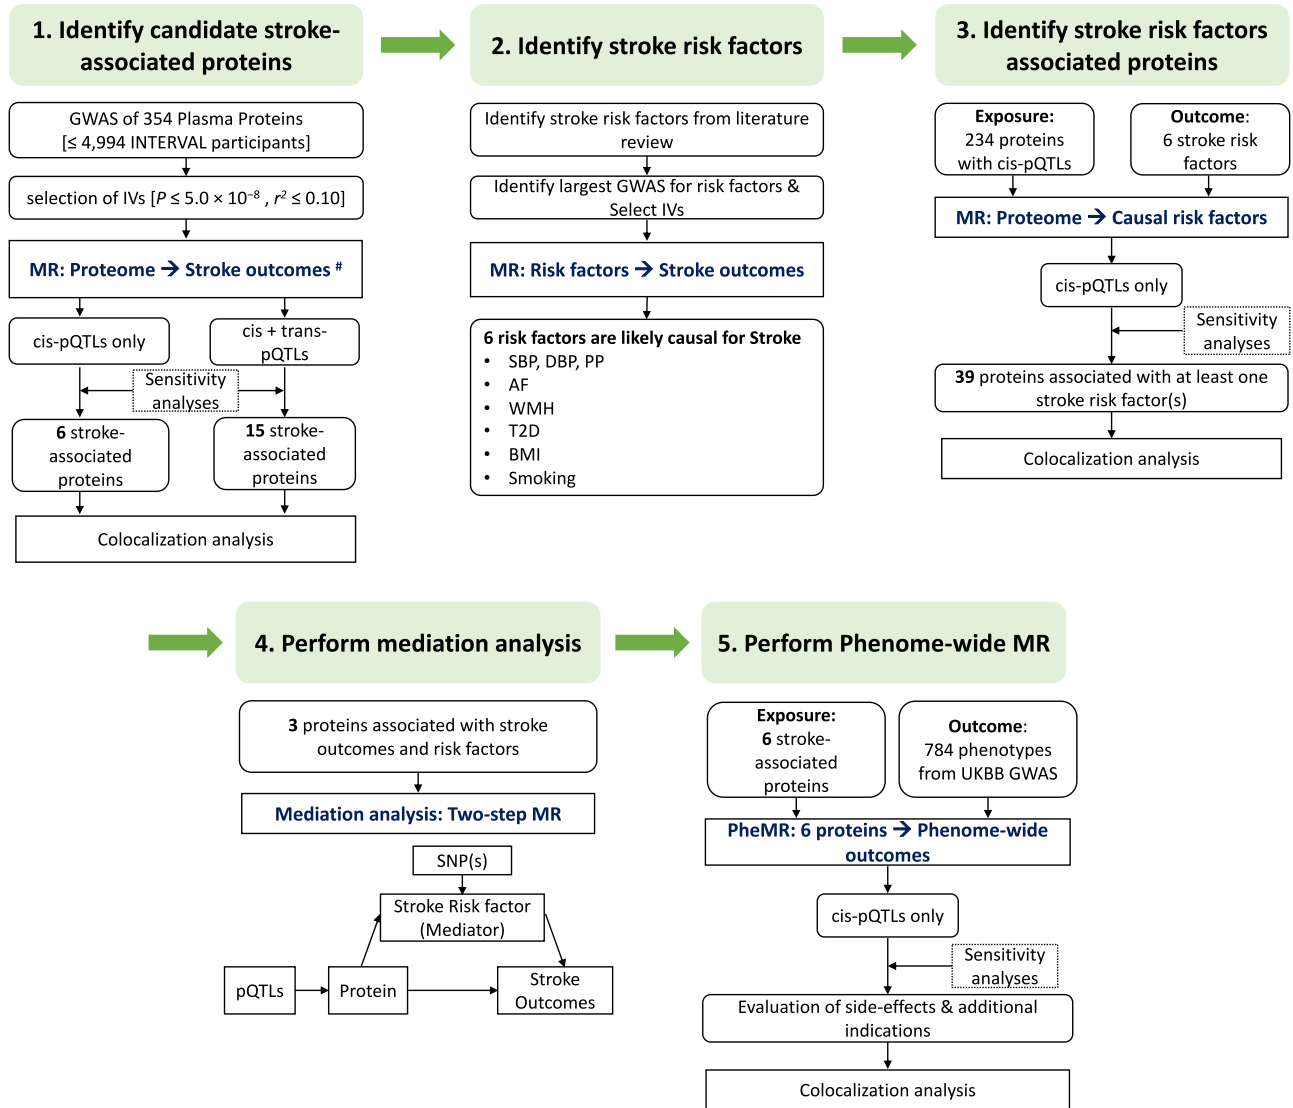 1. Identify candidate stroke-
associated proteins
GWAS of 354 Plasma Proteins
[≤ 4,994 INTERVAL participants]
selection of IVs [P ≤ 5.0 × 10⁻⁸ , r² ≤ 0.10]
MR: Proteome → Stroke outcomes #
cis-pQTLs only
cis + trans-
pQTLs
Sensitivity
analyses
6 stroke-
associated
proteins
15 stroke-
associated
proteins
Colocalization analysis
2. Identify stroke risk factors
Identify stroke risk factors from literature
review
Identify largest GWAS for risk factors &
Select IVs
MR: Risk factors → Stroke outcomes
6 risk factors are likely causal for Stroke
• SBP, DBP, PP
• AF
• WMH
• T2D
• BMI
• Smoking
3. Identify stroke risk factors
associated proteins
Exposure:
234 proteins
with cis-pQTLs
Outcome:
6 stroke risk
factors
MR: Proteome → Causal risk factors
cis-pQTLs only
Sensitivity
analyses
39 proteins associated with at least one
stroke risk factor(s)
Colocalization analysis
4. Perform mediation analysis
3 proteins associated with stroke
outcomes and risk factors
Mediation analysis: Two-step MR
SNP(s)
Stroke Risk factor
(Mediator)
pQTLs
Protein
Stroke
Outcomes
5. Perform Phenome-wide MR
Exposure:
6 stroke-
associated
proteins
Outcome:
784 phenotypes
from UKBB GWAS
PheMR: 6 proteins → Phenome-wide
outcomes
cis-pQTLs only
Sensitivity
analyses
Evaluation of side-effects & additional
indications
Colocalization analysis